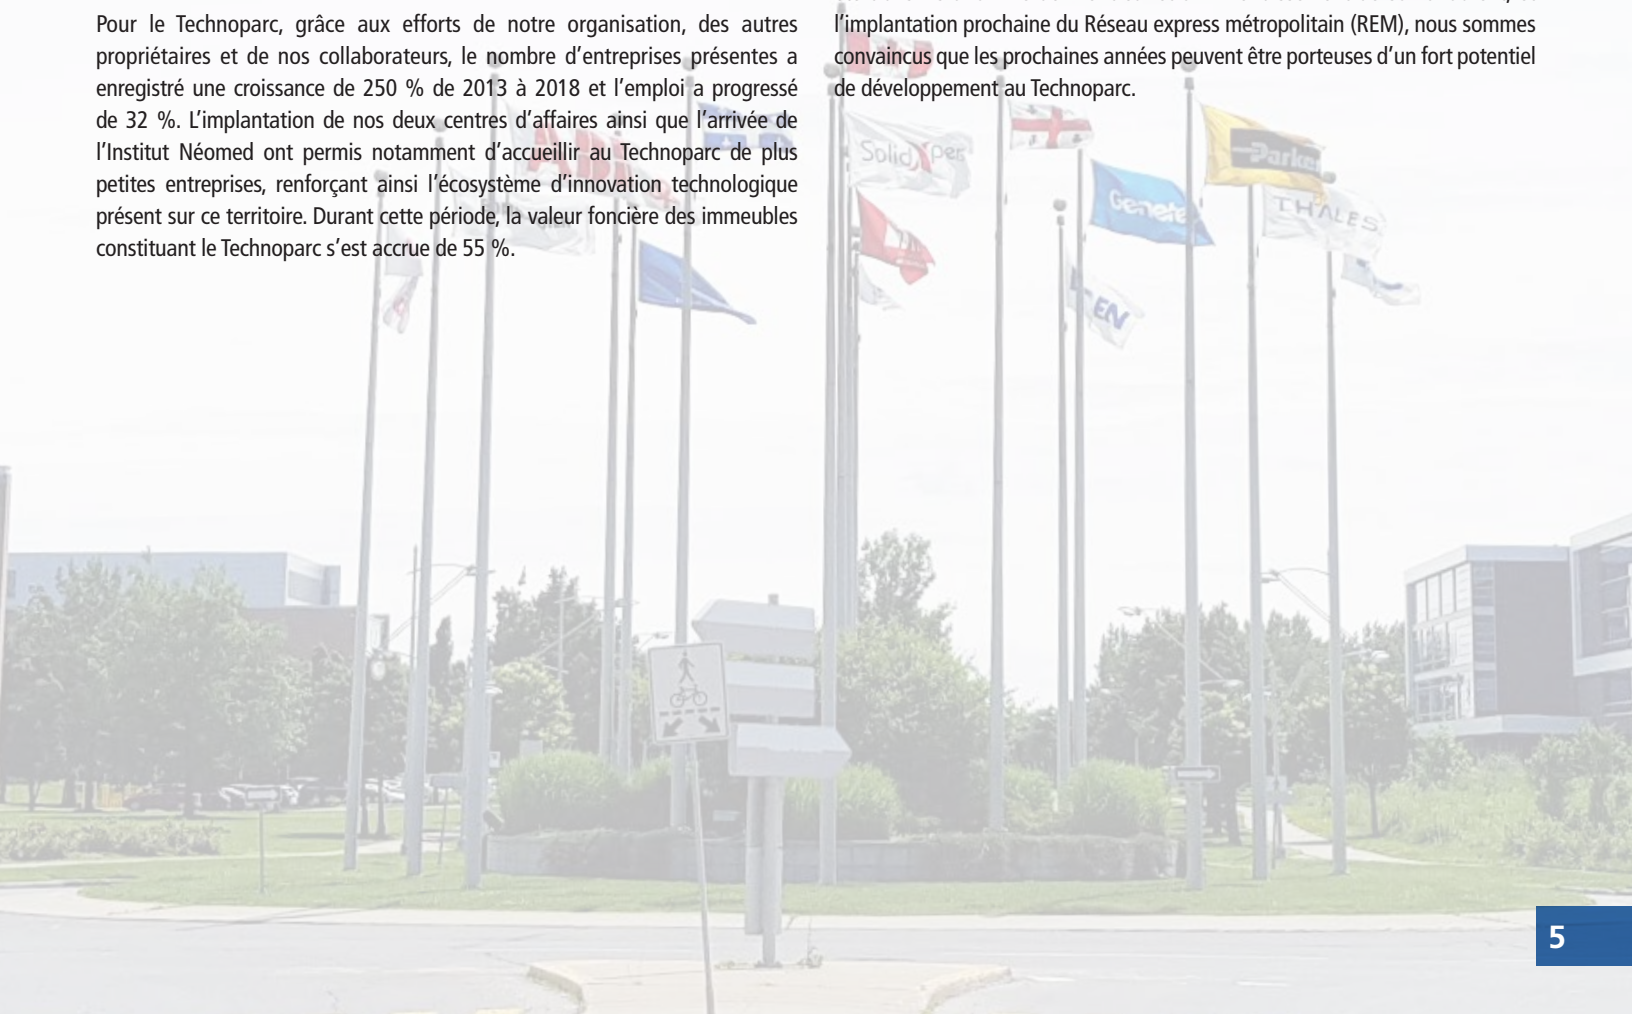 Pour le Technoparc, grâce aux efforts de notre organisation, des autres
propriétaires et de nos collaborateurs, le nombre d’entreprises présentes a
enregistré une croissance de 250 % de 2013 à 2018 et l’emploi a progressé
de 32 %. L’implantation de nos deux centres d’affaires ainsi que l’arrivée de
l’Institut Néomed ont permis notamment d’accueillir au Technoparc de plus
petites entreprises, renforçant ainsi l’écosystème d’innovation technologique
présent sur ce territoire. Durant cette période, la valeur foncière des immeubles
constituant le Technoparc s’est accrue de 55 %.
l’implantation prochaine du Réseau express métropolitain (REM), nous sommes
convaincus que les prochaines années peuvent être porteuses d’un fort potentiel
de développement au Technoparc.
ABB
Parker
THALES
5